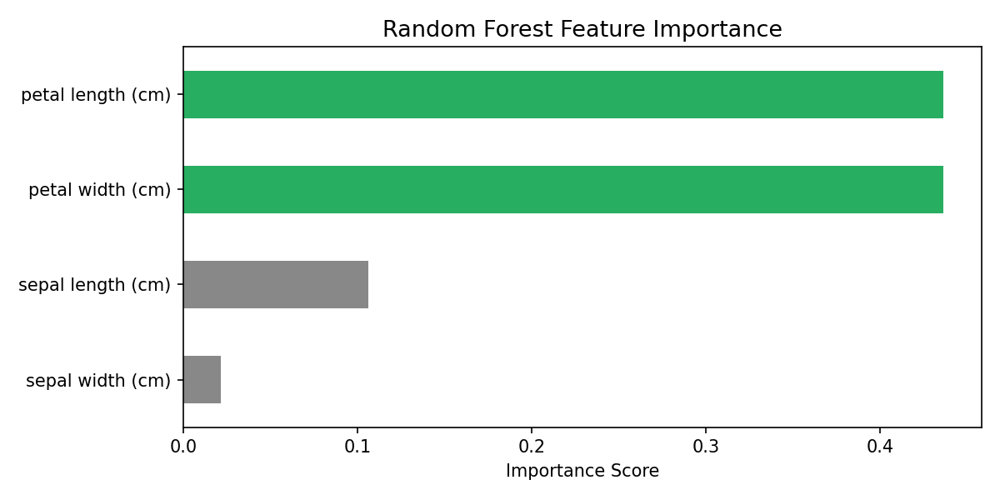 Random Forest Feature Importance
petal length (cm)
petal width (cm)
sepal length (cm)
sepal width (cm)
0.0 0.1 0.2 0.3 0.4
Importance Score